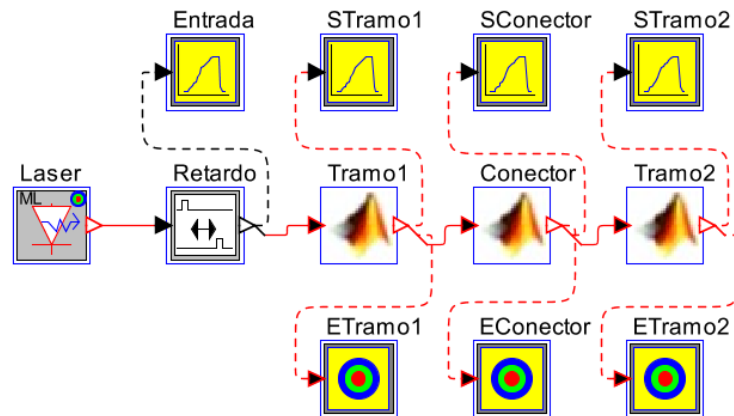 Entrada STramo1 SConector STramo2
Laser Retardo Tramo1 Conector Tramo2
ML
ETramo1 EConector ETramo2